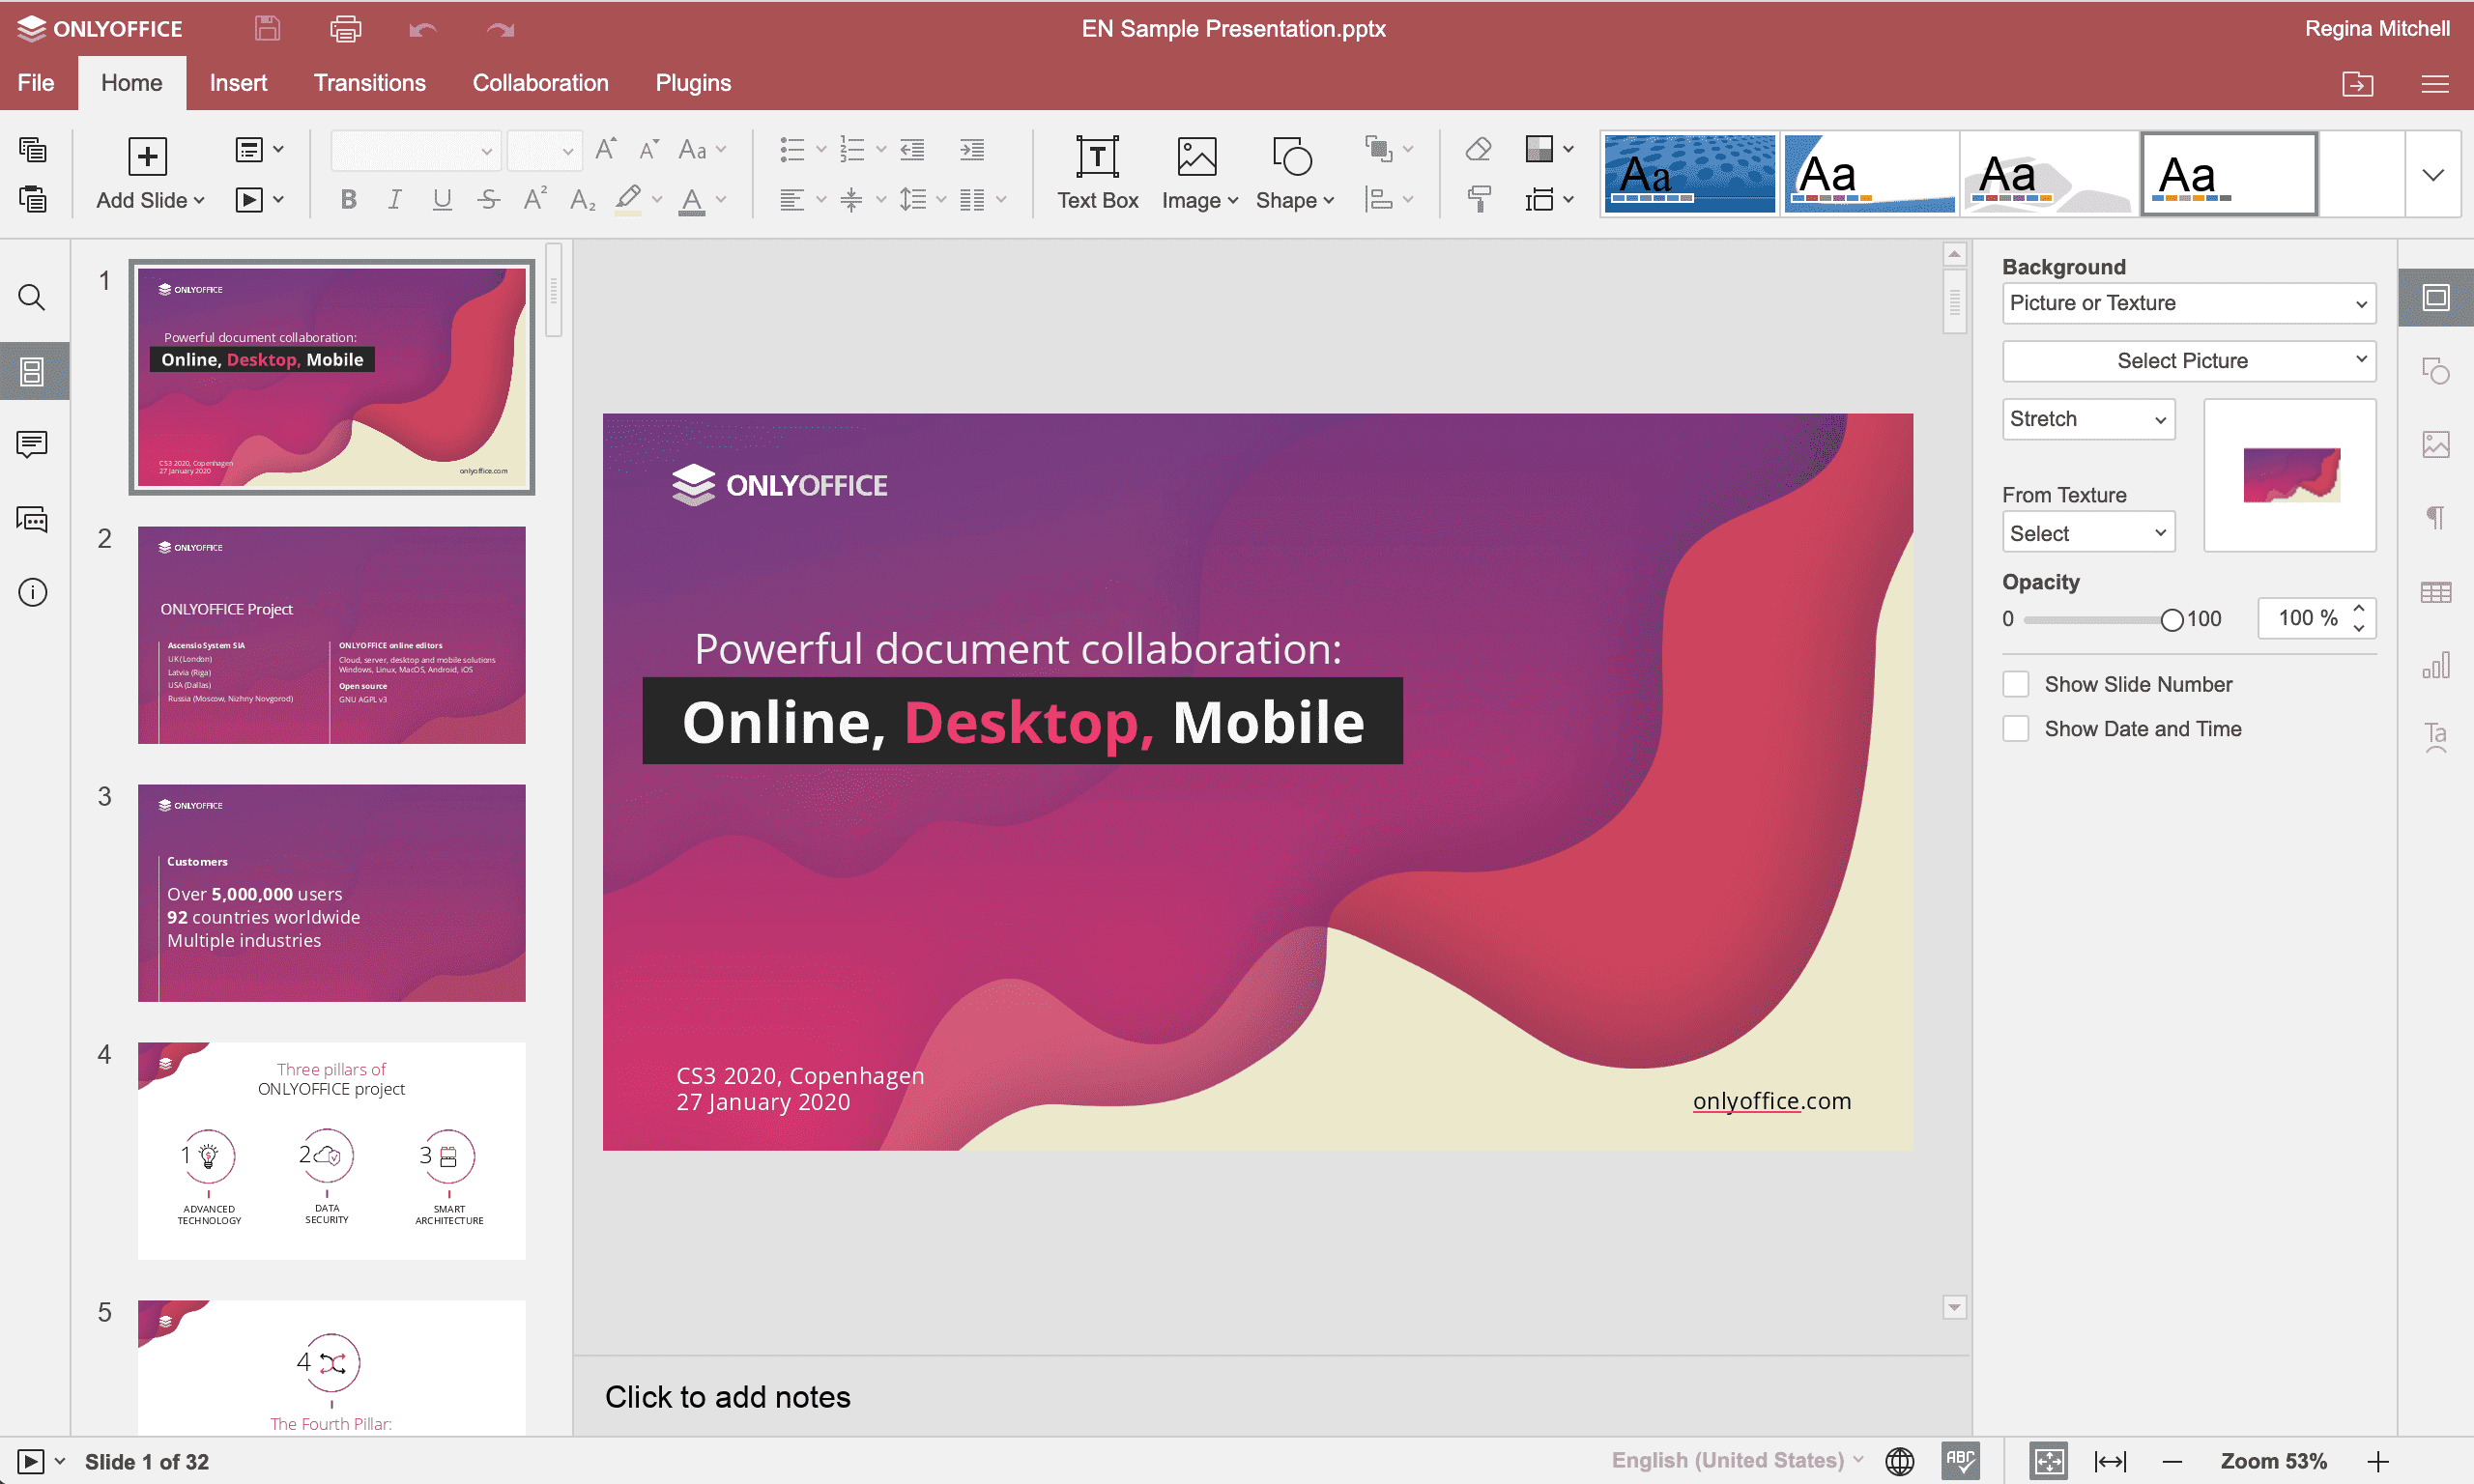 ONLYOFFICE
EN Sample Presentation.pptx
Regina Mitchell
File
Home
Insert
Transitions
Collaboration
Plugins
Add Slide
Text Box
Image
Shape
Aa
Aa
Aa
Aa
1
ONLYOFFICE
Powerful document collaboration:
Online, Desktop, Mobile
CS3 2020, Copenhagen
27 January 2020
onlyoffice.com
2
ONLYOFFICE
ONLYOFFICE Project
Ascensio System SIA
UK (London)
Latvia (Riga)
USA (Dallas)
Russia (Moscow, Nizhny Novgorod)
ONLYOFFICE online editors
Cloud, server, desktop and mobile solutions
Windows, Linux, MacOS, Android, iOS
Open source
GNU AGPL v3
3
ONLYOFFICE
Customers
Over 5,000,000 users
92 countries worldwide
Multiple industries
4
Three pillars of
ONLYOFFICE project
1
2
3
ADVANCED
TECHNOLOGY
DATA
SECURITY
SMART
ARCHITECTURE
5
4
The Fourth Pillar:
ONLYOFFICE
Powerful document collaboration:
Online, Desktop, Mobile
CS3 2020, Copenhagen
27 January 2020
onlyoffice.com
Click to add notes
Background
Picture or Texture
Select Picture
Stretch
From Texture
Select
Opacity
0
100
100 %
Show Slide Number
Show Date and Time
Slide 1 of 32
English (United States)
ABC
Zoom 53%